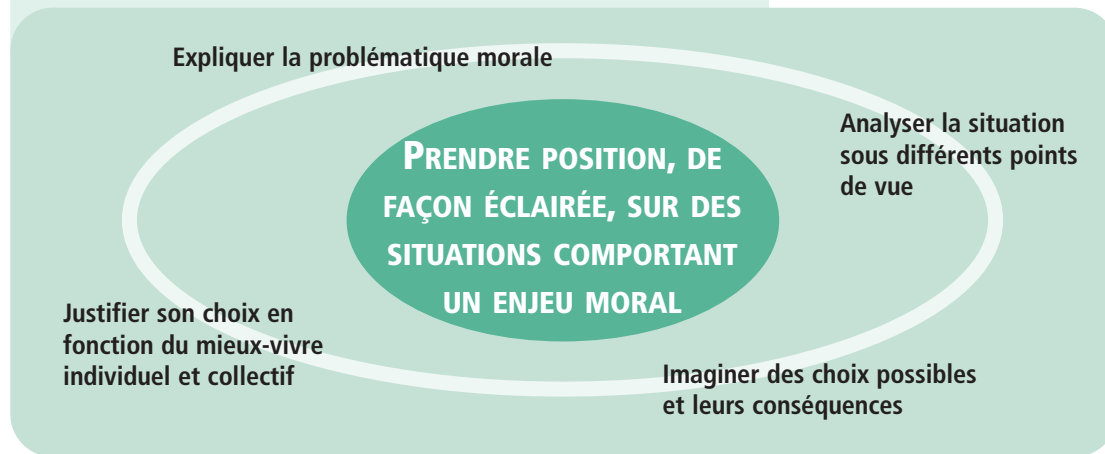 Expliquer la problématique morale
Analyser la situation
sous différents points
de vue
PRENDRE POSITION, DE
FAÇON ÉCLAIRÉE, SUR DES
SITUATIONS COMPORTANT
UN ENJEU MORAL
Justifier son choix en
fonction du mieux-vivre
individuel et collectif
Imaginer des choix possibles
et leurs conséquences